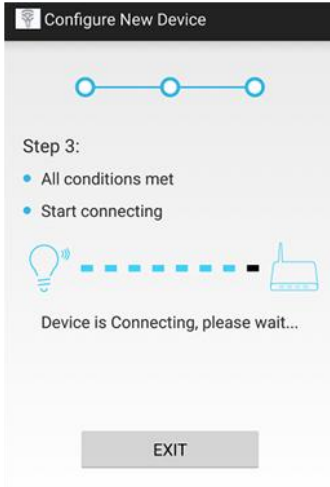 Configure New Device
Step 3:
All conditions met
Start connecting
Device is Connecting, please wait...
EXIT